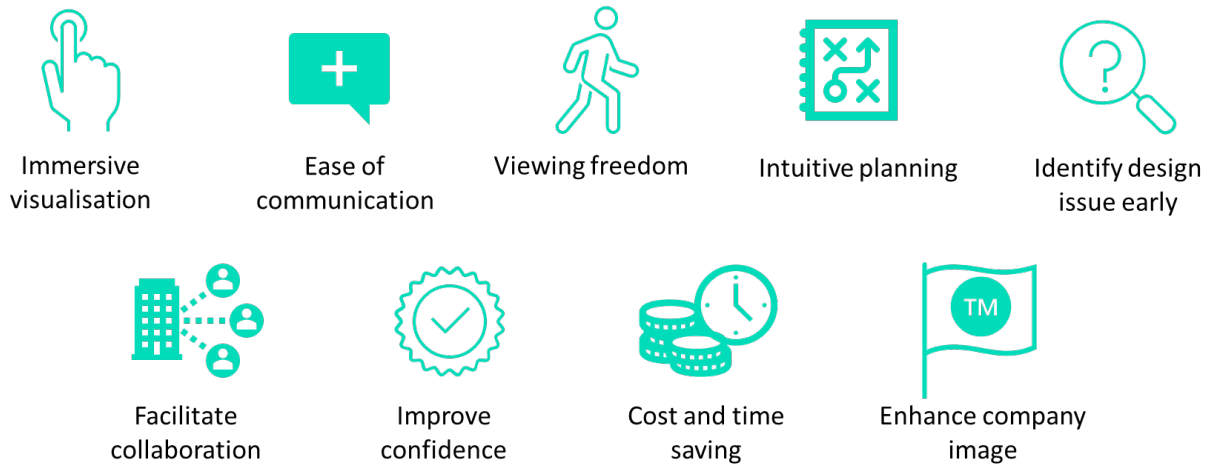 Immersive
visualisation
Ease of
communication
Viewing freedom
Intuitive planning
?
Identify design
issue early
Facilitate
collaboration
Improve
confidence
Cost and time
saving
TM
Enhance company
image